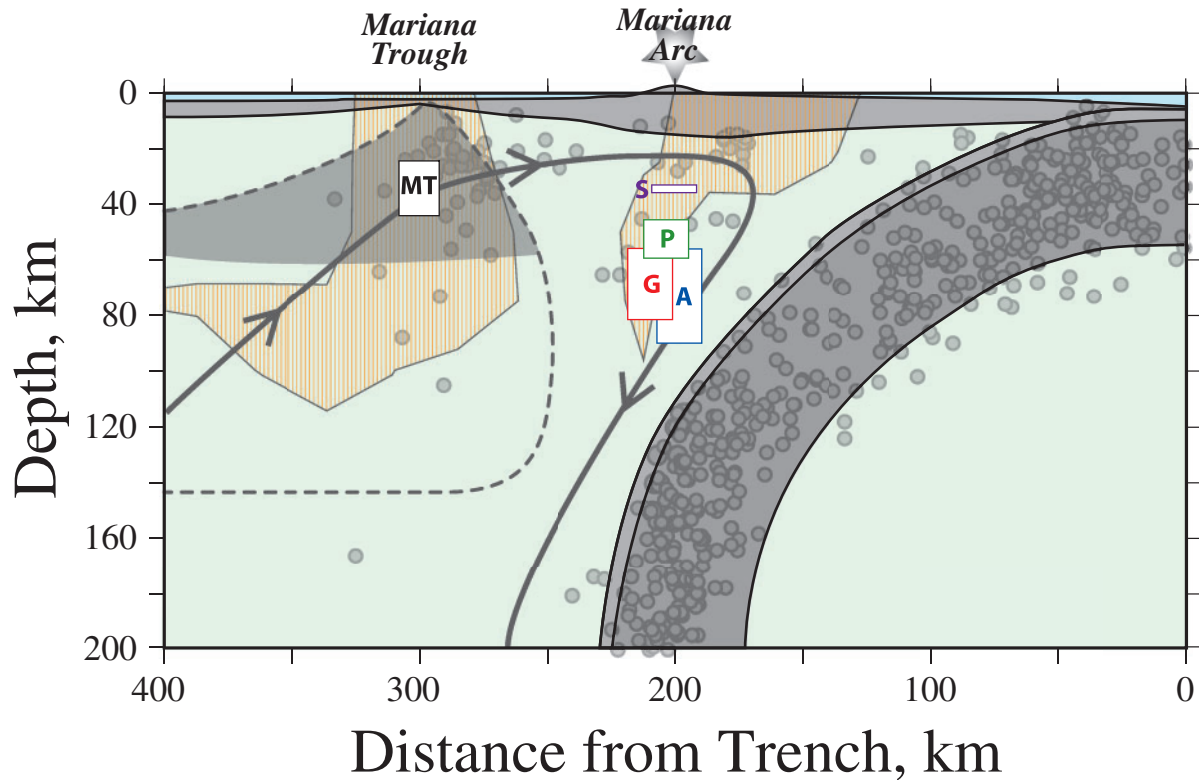 Mariana
Trough
Mariana
Arc
0
40
80
120
160
200
Depth, km
MT
S
P
G
A
400
300
200
100
0
Distance from Trench, km